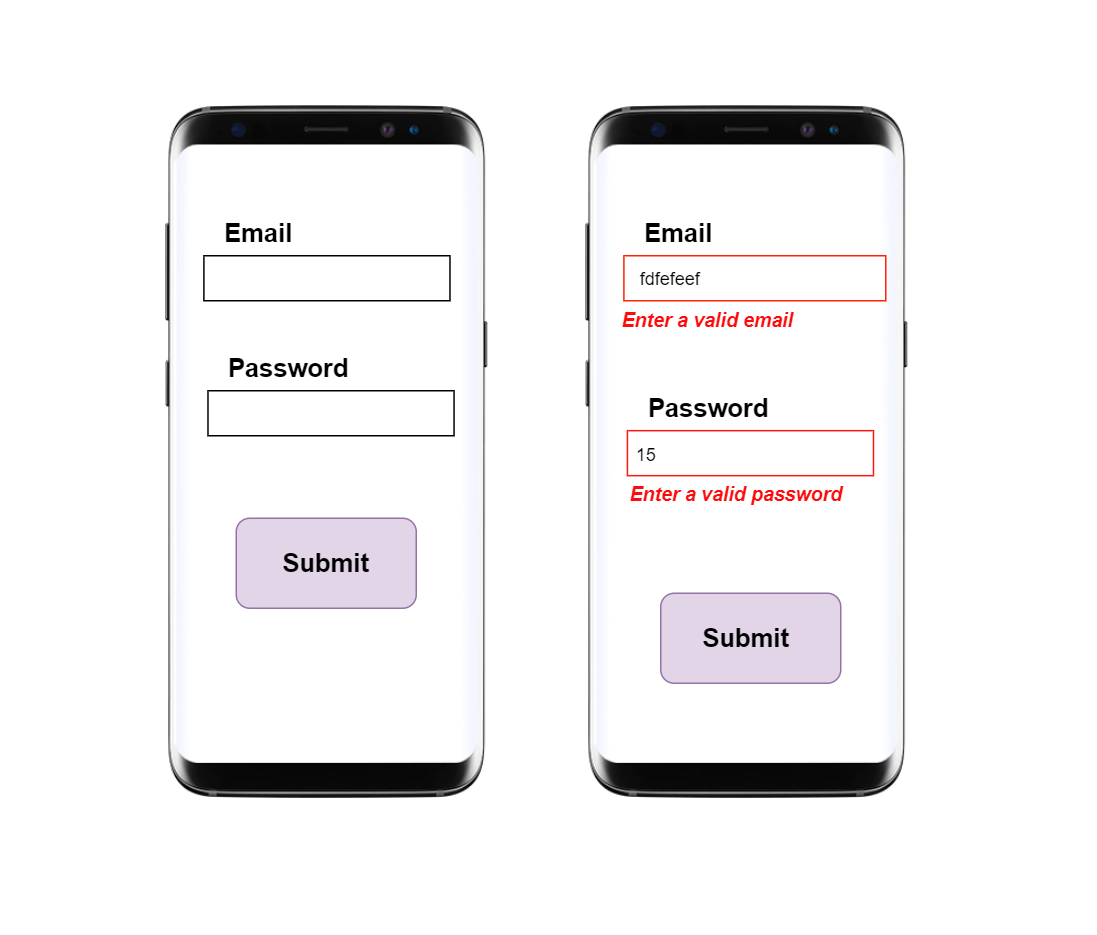 Email
Password
Submit
Email
fdfefeef
Enter a valid email
Password
15
Enter a valid password
Submit